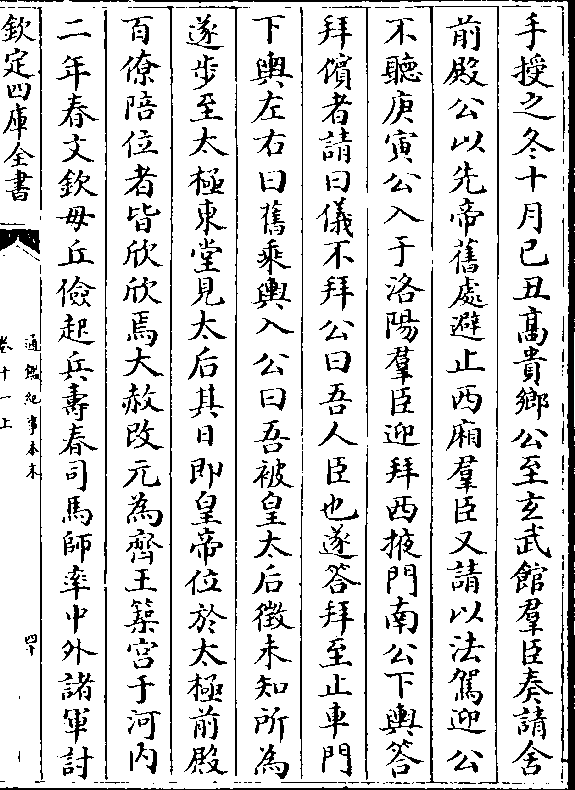 手授之冬十月己丑髙貴鄉公至玄武館羣臣奏請舍
前殿公以先帝舊處避止西廂羣臣又請以法駕迎公
不聽庚寅公入于洛陽羣臣迎拜西掖門南公下輿答
拜儐者請曰儀不拜公曰吾人臣也遂答拜至止車門
下輿左右曰舊乘輿入公曰吾被皇太后徵未知所為
遂步至太極東堂見太后其日即皇帝位於太極前殿
百僚陪位者皆欣欣焉大赦改元為齊王築宫于河内
二年春文欽毋丘儉起兵壽春司馬師率中外諸軍討
欽定四庫全書
通鑑紀事本末
卷十一上